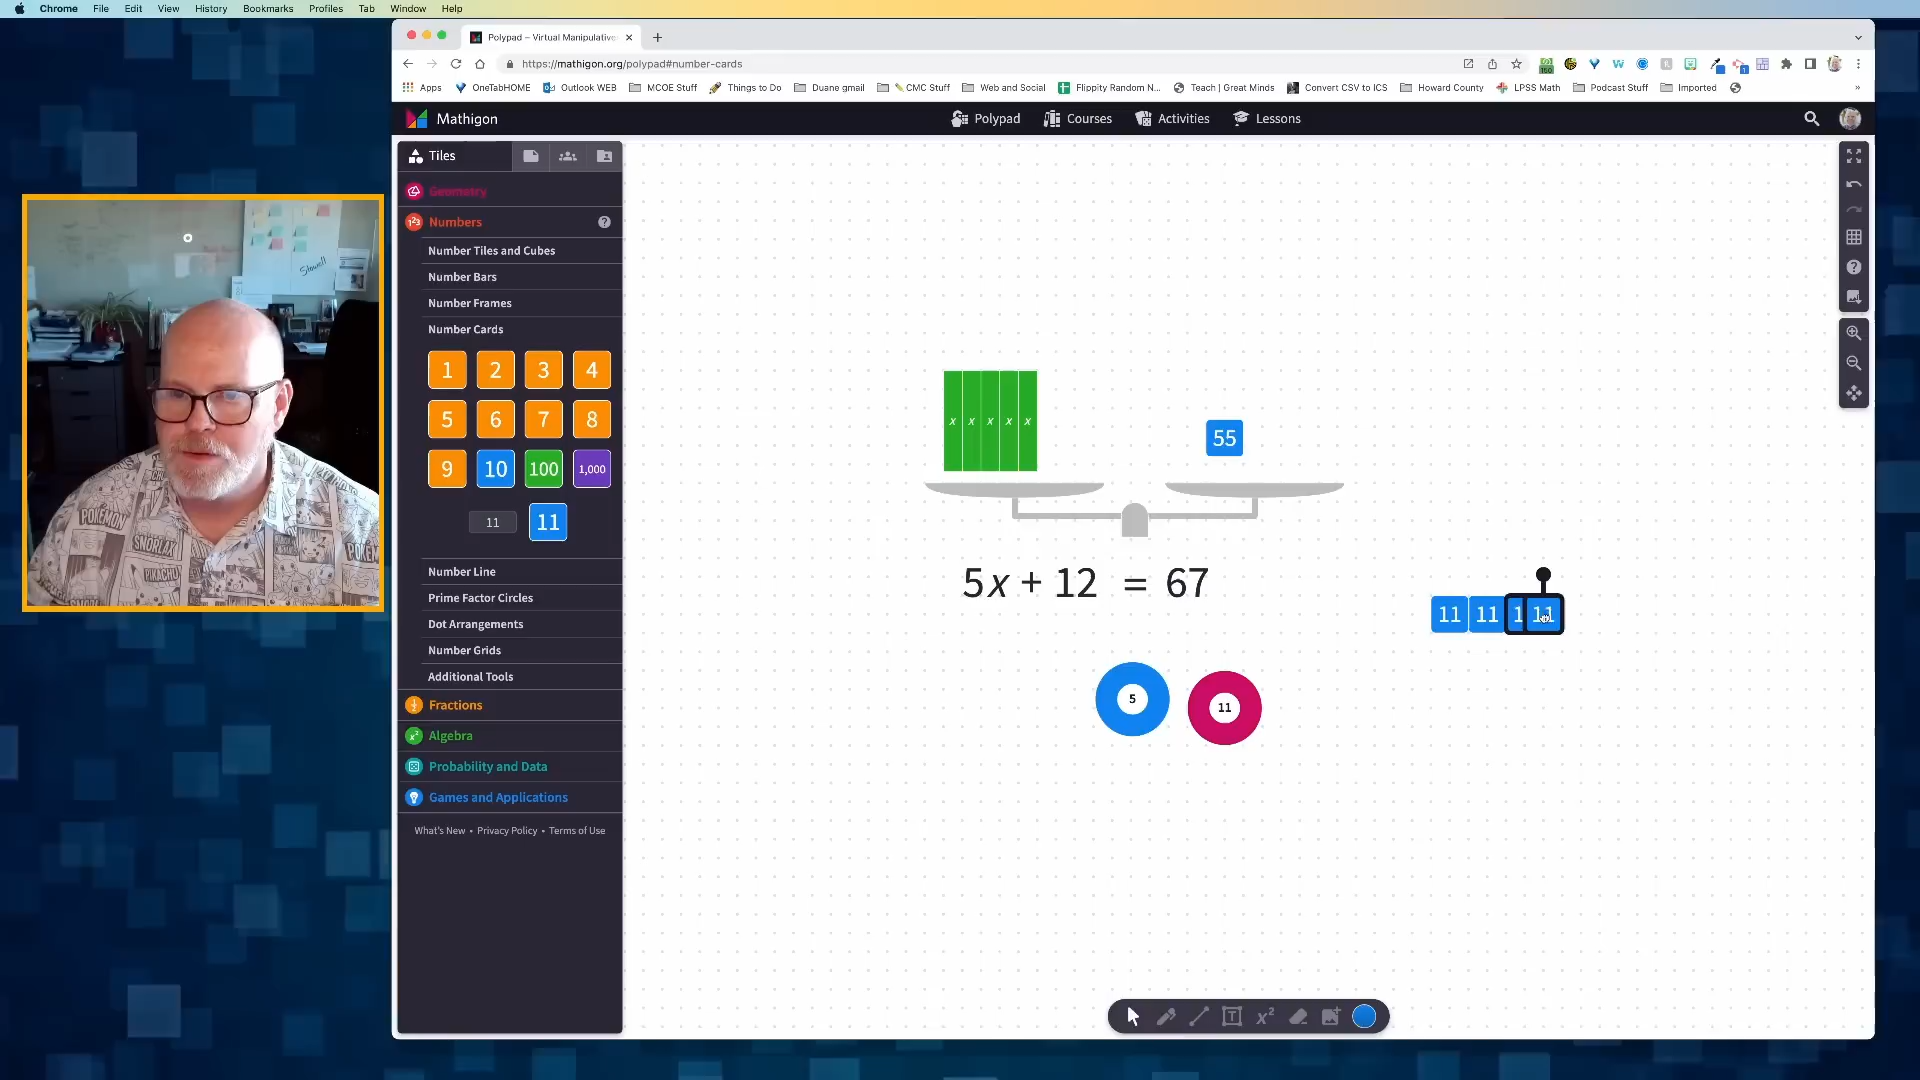 Chrome File Edit View History Bookmarks Profiles Tab Window Help
Polypad – Virtual Manipulative
https://mathigon.org/polypad#number-cards
Apps OneTabHOME Outlook WEB MCOE Stuff Things to Do Duane gmail CMC Stuff Web and Social Flippity Random N... Teach | Great Minds Convert CSV to ICS Howard County LPSS Math Podcast Stuff Imported »
Mathigon Polypad Courses Activities Lessons
Tiles
Geometry
Numbers
Number Tiles and Cubes
Number Bars
Number Frames
Number Cards
1 2 3 4
5 6 7 8
9 10 100 1,000
11 11
Number Line
Prime Factor Circles
Dot Arrangements
Number Grids
Additional Tools
Fractions
Algebra
Probability and Data
Games and Applications
What's New • Privacy Policy • Terms of Use
x x x x x
55
5x + 12 = 67
11 11 1 11
5 11
Stowell
POKÉMON
SNORLAX
PIKACHU